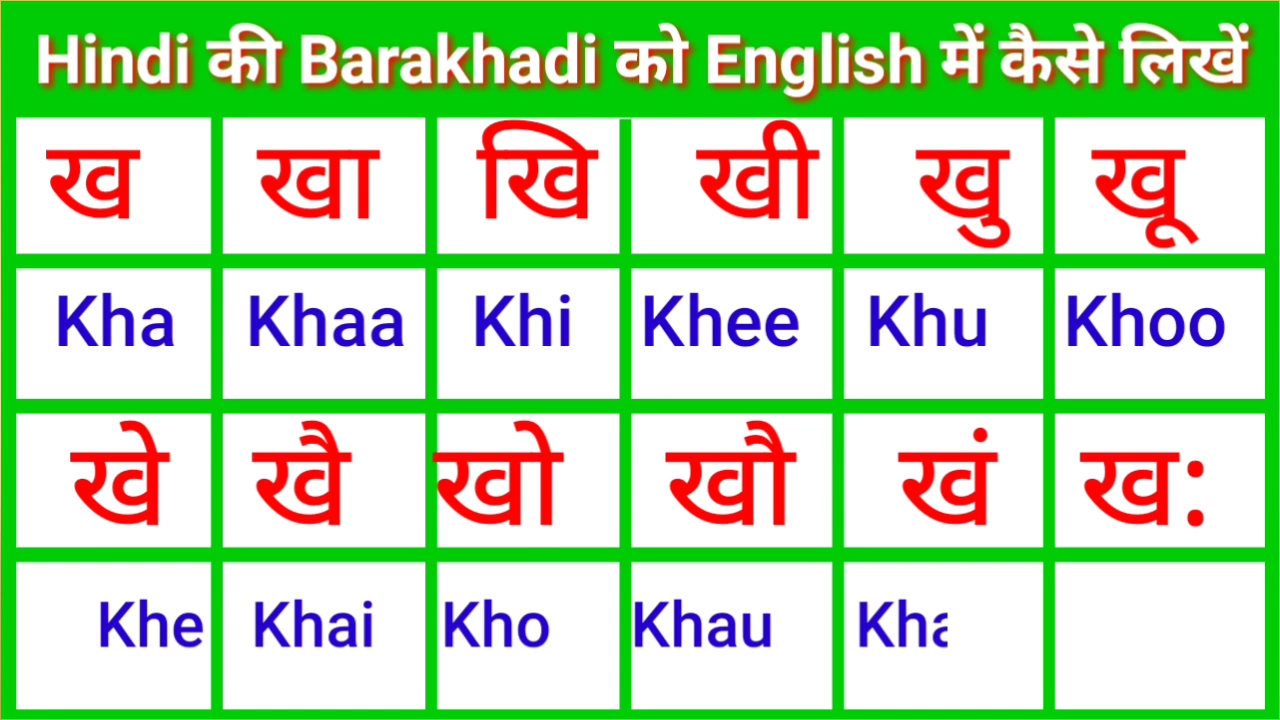 Hindi की Barakhadi को English में कैसे लिखें
ख खा खि खी खु खू
Kha Khaa Khi Khee Khu Khoo
खे खै खो खौ खं ख:
Khe Khai Kho Khau